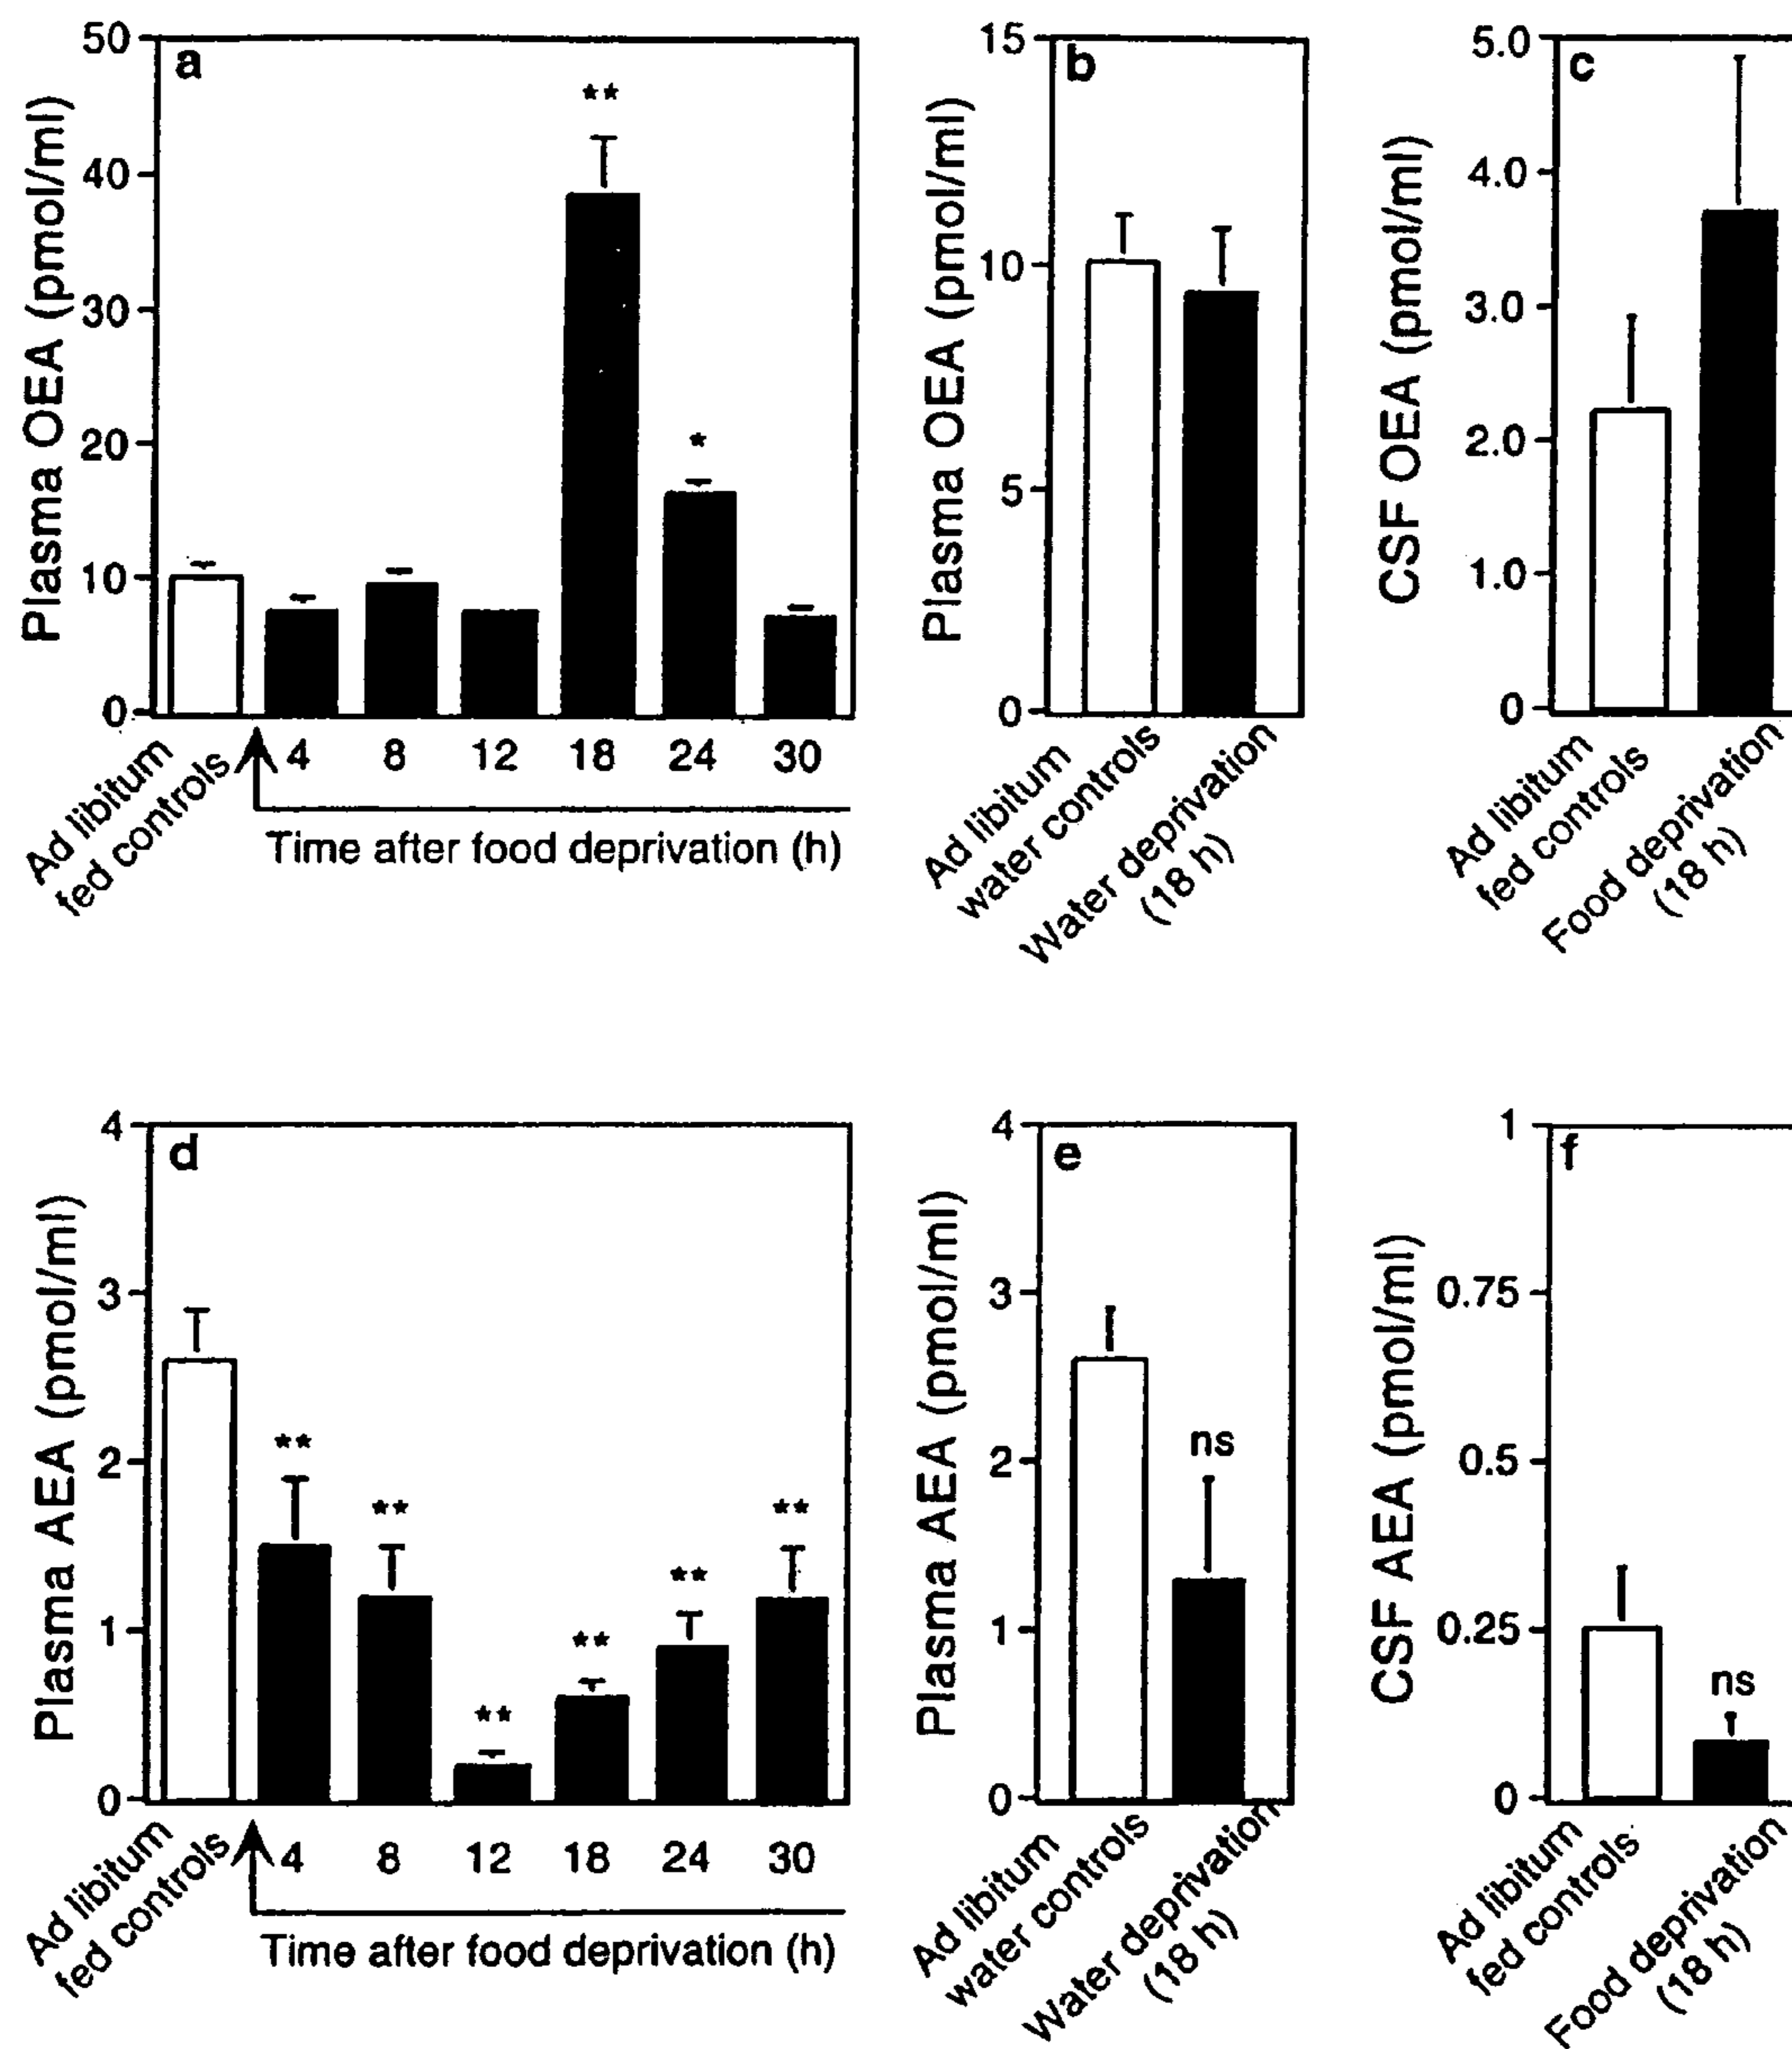 a
Plasma OEA (pmol/ml)
50
40
30
20
10
0
**
*
Ad libitum
fed controls
4 8 12 18 24 30
Time after food deprivation (h)
b
Plasma OEA (pmol/ml)
15
10
5
0
Ad libitum
water controls
Water deprivation
(18 h)
c
CSF OEA (pmol/ml)
5.0
4.0
3.0
2.0
1.0
0
Ad libitum
fed controls
Food deprivation
(18 h)
d
Plasma AEA (pmol/ml)
4
3
2
1
0
**
**
**
**
**
**
Ad libitum
fed controls
4 8 12 18 24 30
Time after food deprivation (h)
e
Plasma AEA (pmol/ml)
4
3
2
1
0
ns
Ad libitum
water controls
Water deprivation
(18 h)
f
CSF AEA (pmol/ml)
1
0.75
0.5
0.25
0
ns
Ad libitum
fed controls
Food deprivation
(18 h)